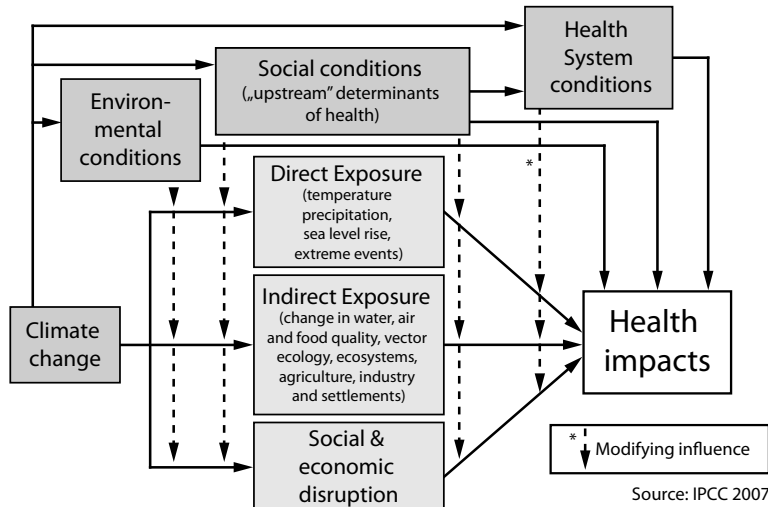 Health
System
conditions
Social conditions
(„upstream” determinants
of health)
Environ-
mental
conditions
*
Direct Exposure
(temperature
precipitation,
sea level rise,
extreme events)
Indirect Exposure
(change in water, air
and food quality, vector
ecology, ecosystems,
agriculture, industry
and settlements)
Climate
change
Health
impacts
Social &
economic
disruption
* Modifying influence
Source: IPCC 2007